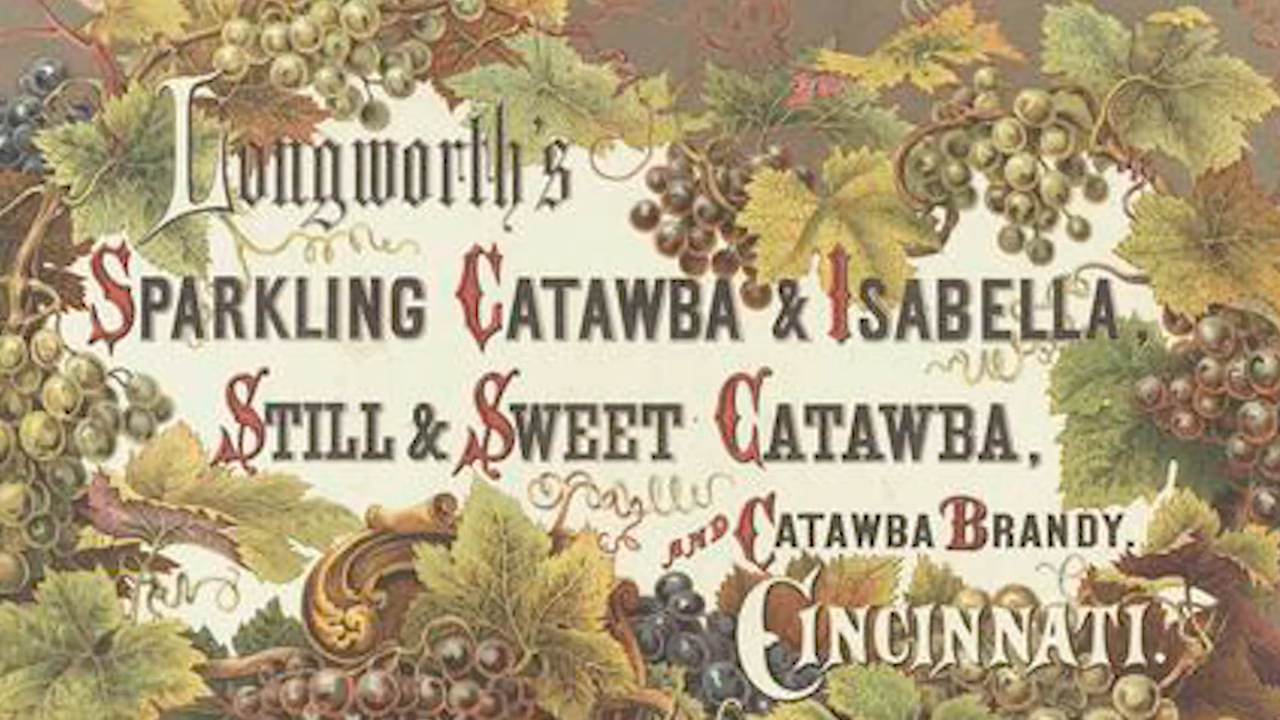 Longworth's
SPARKLING CATAWBA & ISABELLA,
STILL & SWEET CATAWBA,
AND CATAWBA BRANDY.
CINCINNATI.